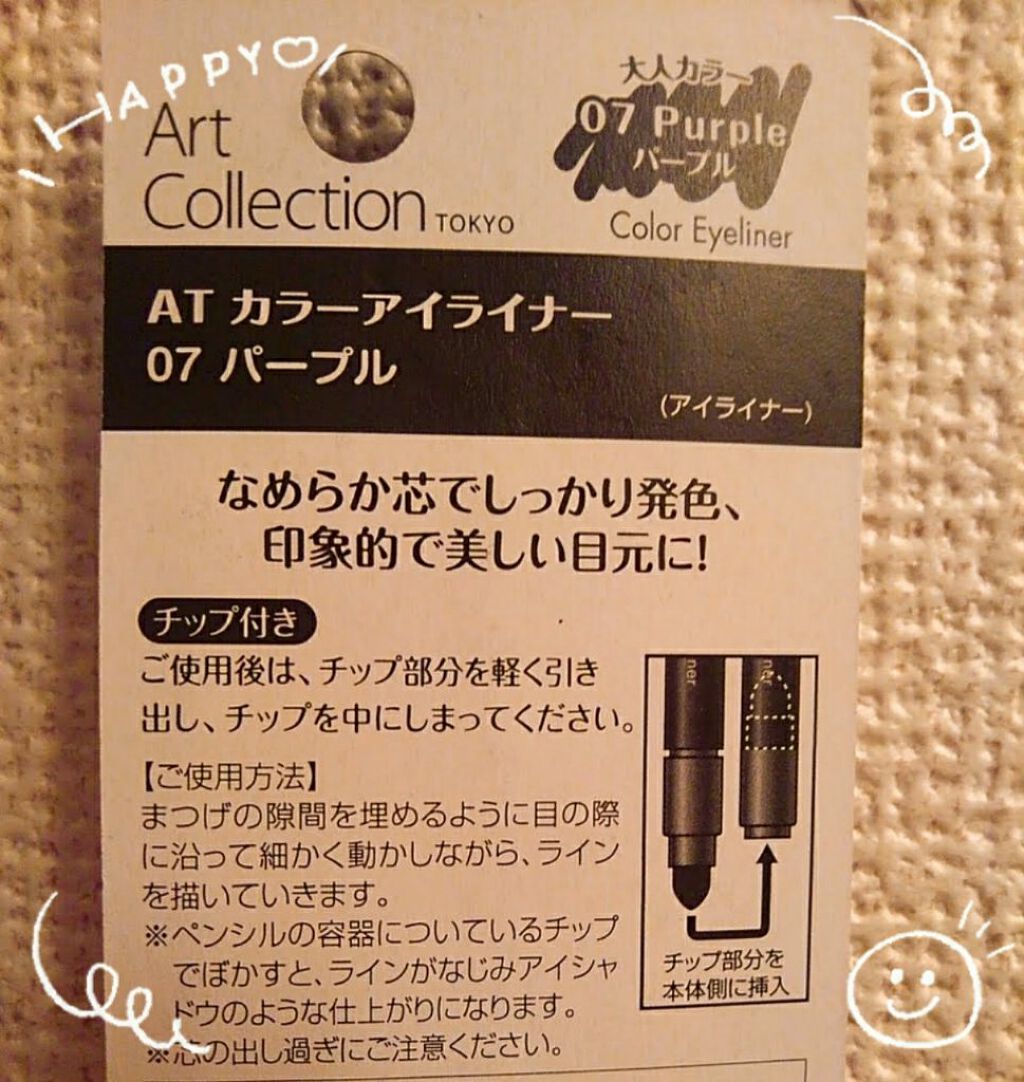 HAPPY♡
Art
Collection TOKYO
大人カラー
07 Purple
パープル
Color Eyeliner
AT カラーアイライナー
07 パープル
(アイライナー)
なめらか芯でしっかり発色、
印象的で美しい目元に!
チップ付き
ご使用後は、チップ部分を軽く引き
出し、チップを中にしまってください。
【ご使用方法】
まつげの隙間を埋めるように目の際
に沿って細かく動かしながら、ライン
を描いていきます。
※ペンシルの容器についているチップ
でぼかすと、ラインがなじみアイシャ
ドウのような仕上がりになります。
※芯の出し過ぎにご注意ください。
ner
ner
チップ部分を
本体側に挿入